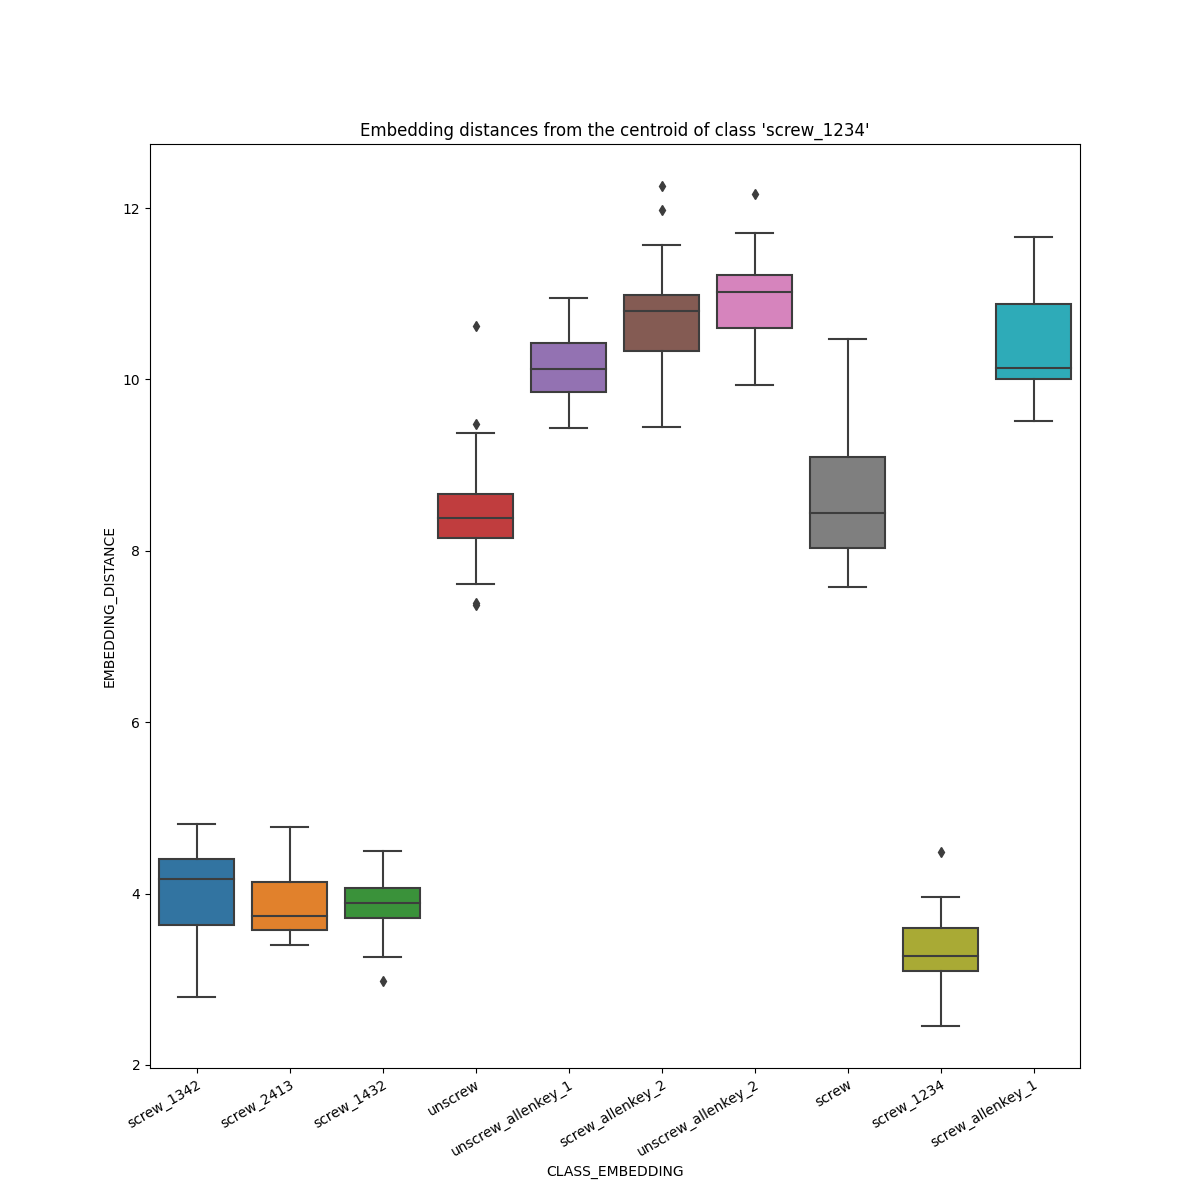 Embedding distances from the centroid of class 'screw_1234'
EMBEDDING_DISTANCE
12
10
8
6
4
2
screw_1342
screw_2413
screw_1432
unscrew
unscrew_allenkey_1
screw_allenkey_2
unscrew_allenkey_2
screw
screw_1234
screw_allenkey_1
CLASS_EMBEDDING